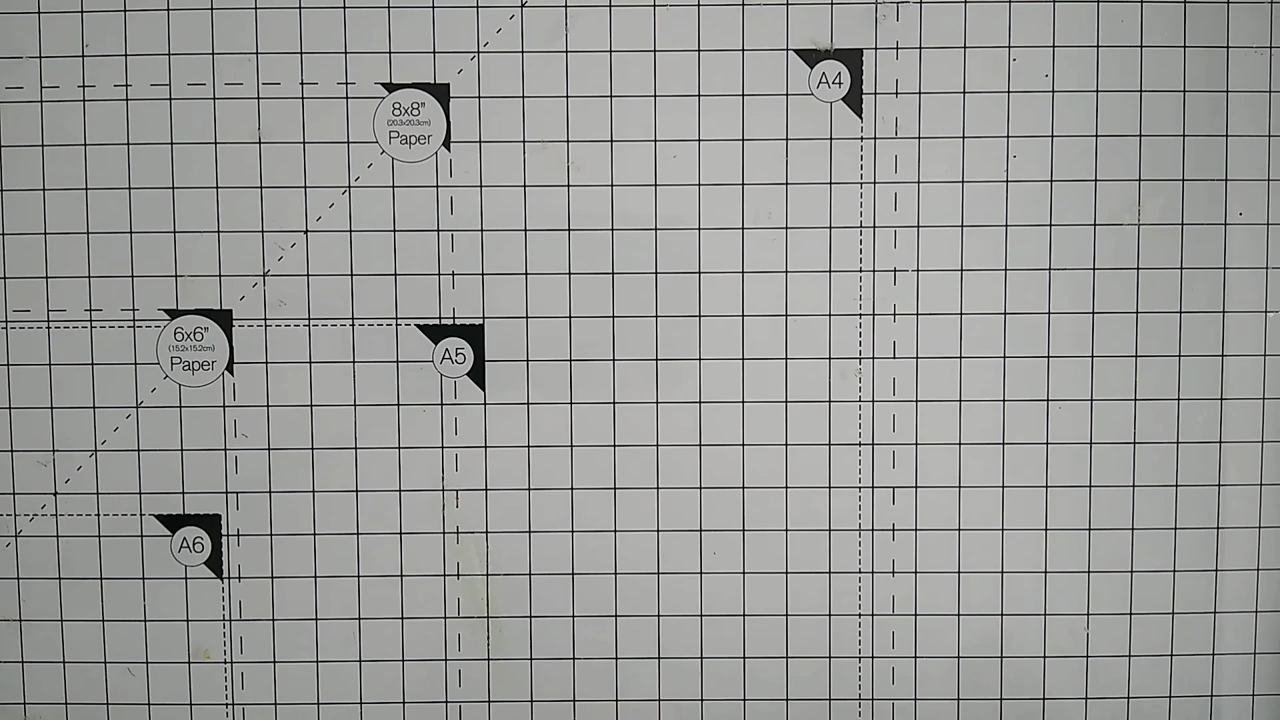 A4
8x8"
(20.3x20.3cm)
Paper
6x6"
(15.2x15.2cm)
Paper
A5
A6